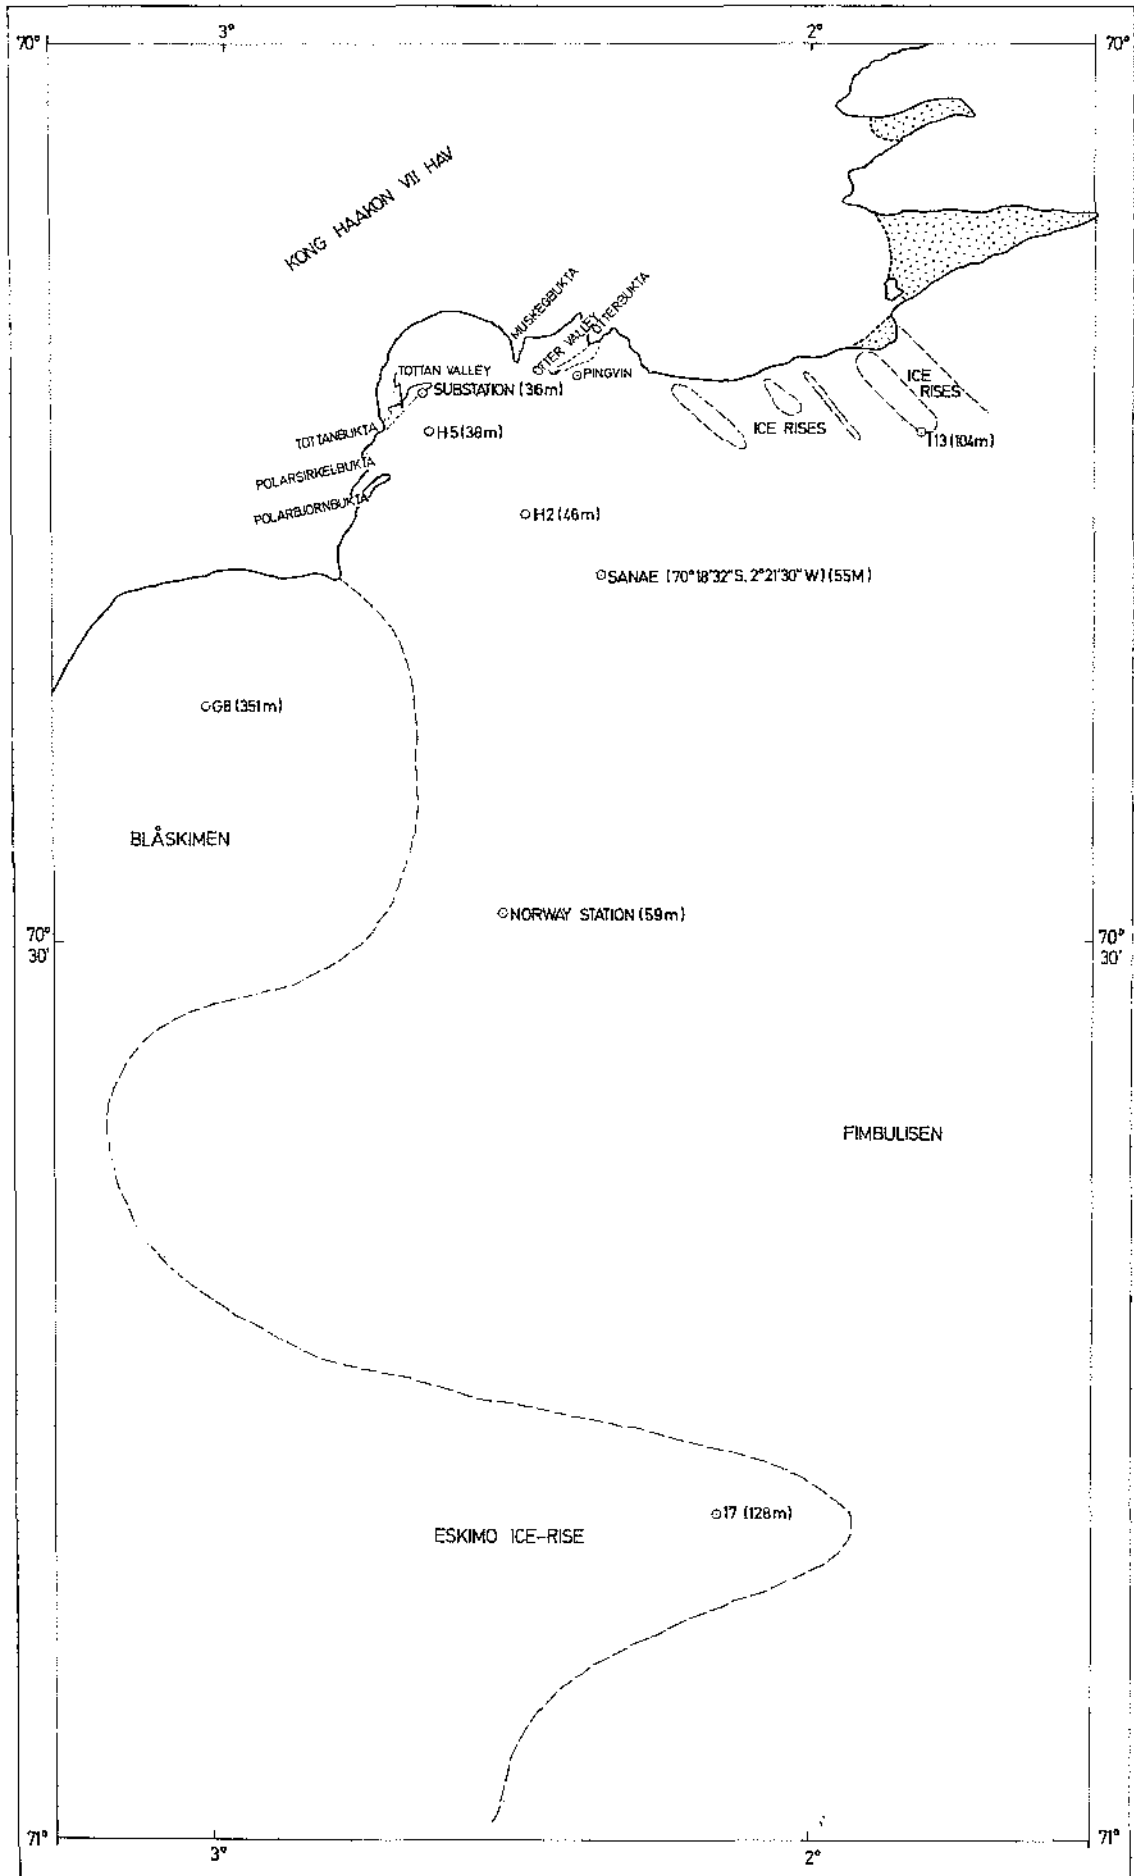 3°
2°
70°
70°
KONG HAAKON VII HAV
MUSKEGBUKTA
OTTERBUKTA
OTTER VALLEY
TOTTAN VALLEY
PINGVIN
ICE
RISES
SUBSTATION (36m)
ICE RISES
TOTTANBUKTA
H5 (38m)
T13 (104m)
POLARSIRKELBUKTA
POLARBJORNBUKTA
H2 (46m)
SANAE (70° 18' 32" S, 2° 21' 30" W) (55M)
G8 (351m)
BLÅSKIMEN
NORWAY STATION (59m)
70°
30'
70°
30'
FIMBULISEN
17 (128m)
ESKIMO ICE-RISE
71°
71°
3°
2°